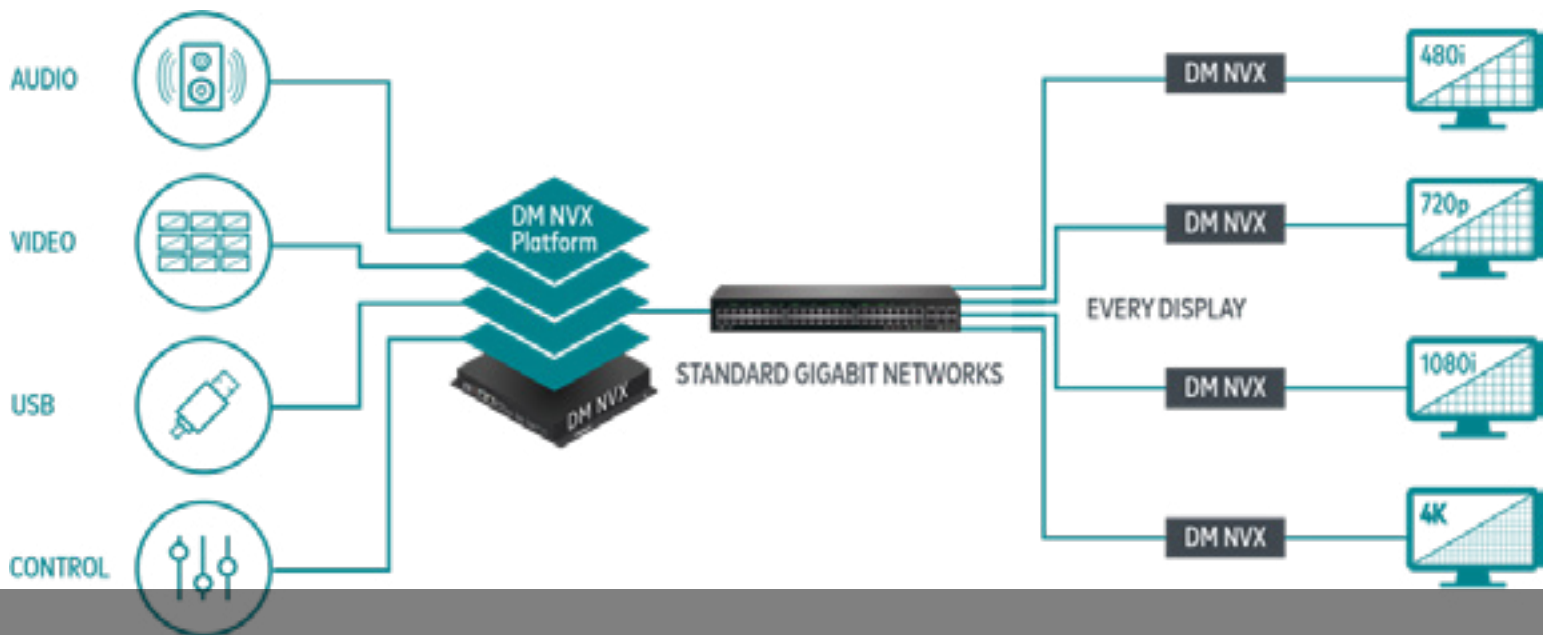 AUDIO
VIDEO
USB
CONTROL
DM NVX
Platform
DM NVX
STANDARD GIGABIT NETWORKS
EVERY DISPLAY
DM NVX
480i
DM NVX
720p
DM NVX
1080i
DM NVX
4K